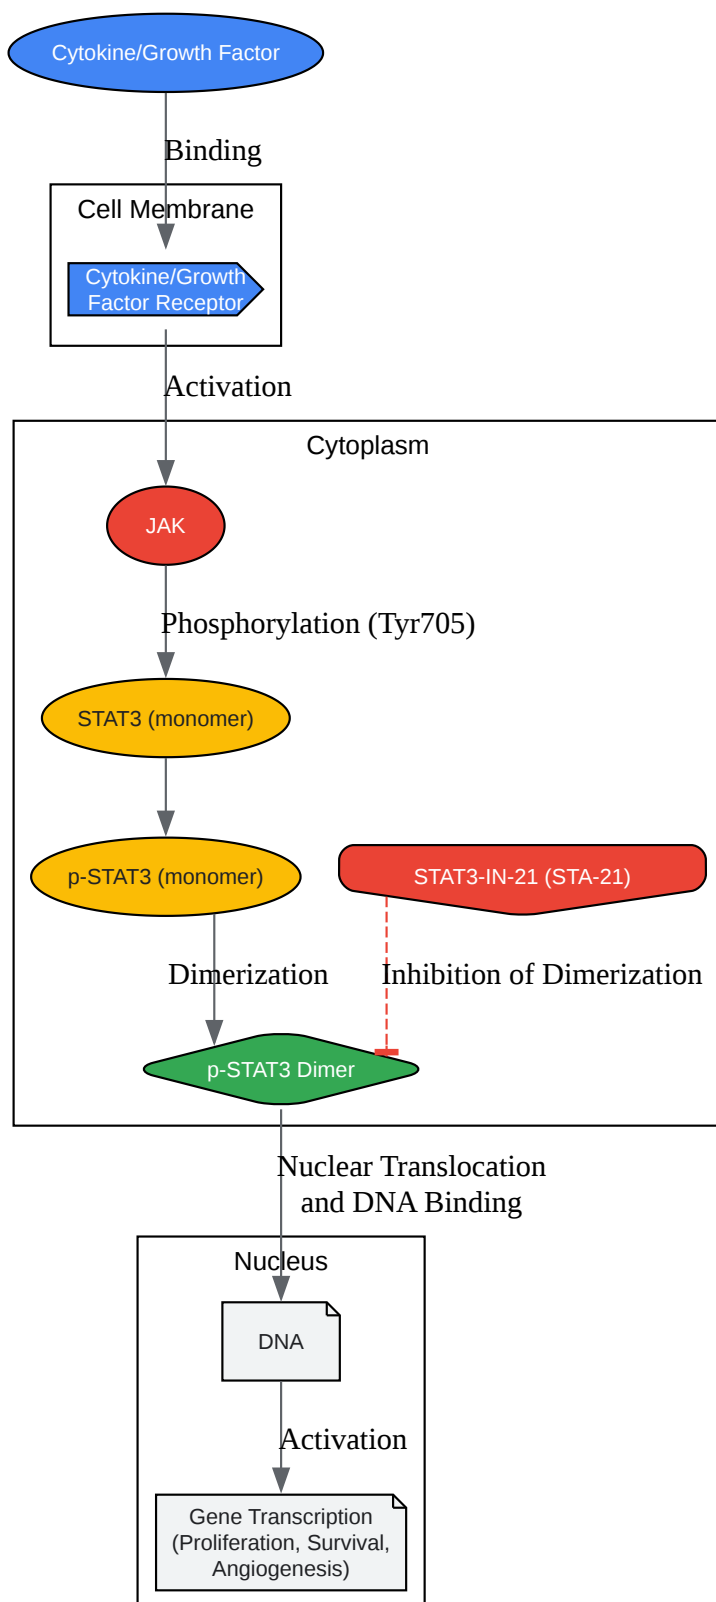 Cytokine/Growth Factor
Binding
Cell Membrane
Cytokine/Growth
Factor Receptor
Activation
Cytoplasm
JAK
Phosphorylation (Tyr705)
STAT3 (monomer)
p-STAT3 (monomer)
STAT3-IN-21 (STA-21)
Dimerization
Inhibition of Dimerization
p-STAT3 Dimer
Nuclear Translocation
and DNA Binding
Nucleus
DNA
Activation
Gene Transcription
(Proliferation, Survival,
Angiogenesis)